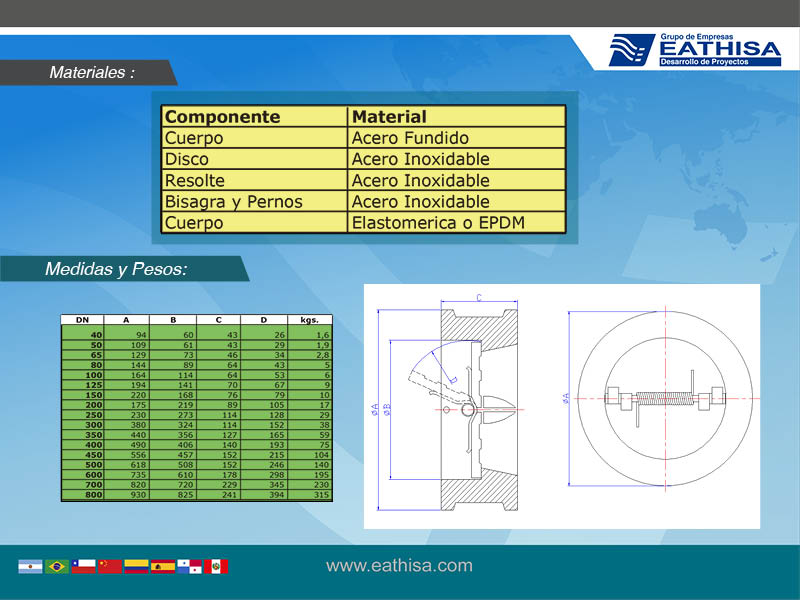 Grupo de Empresas
EATHISA
Desarrollo de Proyectos
Materiales :
Componente Material
Cuerpo Acero Fundido
Disco Acero Inoxidable
Resolte Acero Inoxidable
Bisagra y Pernos Acero Inoxidable
Cuerpo Elastomerica o EPDM
Medidas y Pesos:
DN A B C D kgs.
40 94 60 43 26 1,6
50 109 61 43 29 1,9
65 129 73 46 34 2,8
80 144 89 64 43 5
100 164 114 64 53 6
125 194 141 70 67 9
150 220 168 76 79 10
200 175 219 89 105 17
250 230 273 114 128 29
300 380 324 114 152 38
350 440 356 127 165 59
400 490 406 140 193 75
450 556 457 152 215 104
500 618 508 152 246 140
600 735 610 178 298 195
700 820 720 229 345 230
800 930 825 241 394 315
C
D
øA
øB
øA
www.eathisa.com